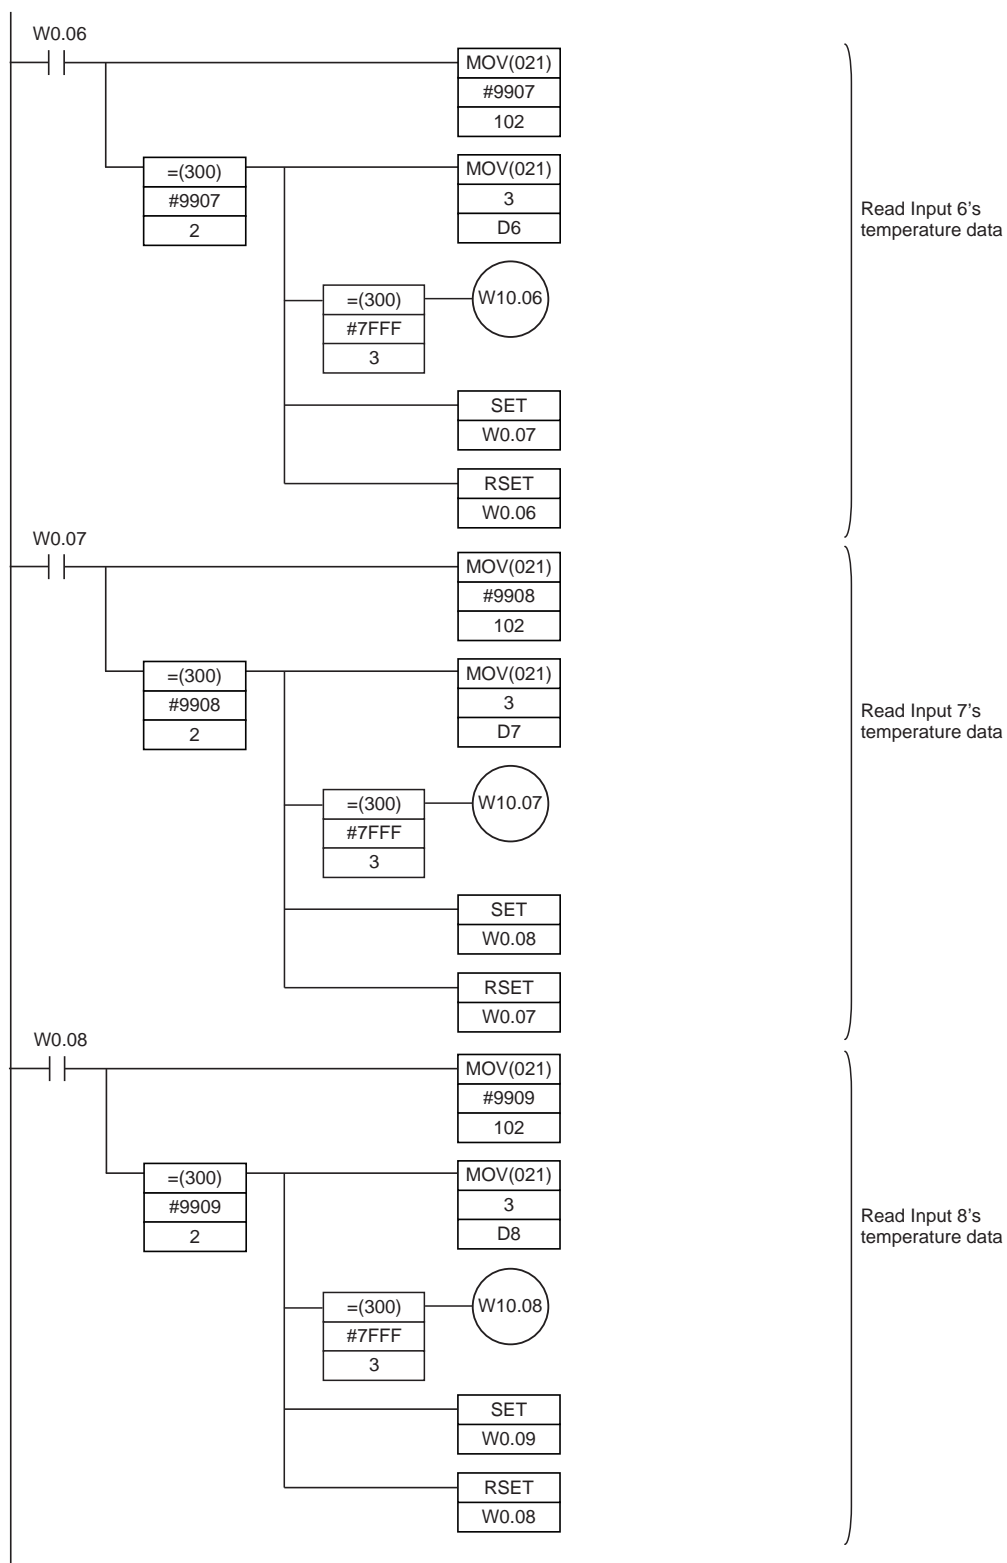 W0.06
MOV(021)
#9907
102
=(300)
#9907
2
MOV(021)
3
D6
=(300)
#7FFF
3
W10.06
SET
W0.07
RSET
W0.06
Read Input 6’s
temperature data
W0.07
MOV(021)
#9908
102
=(300)
#9908
2
MOV(021)
3
D7
=(300)
#7FFF
3
W10.07
SET
W0.08
RSET
W0.07
Read Input 7’s
temperature data
W0.08
MOV(021)
#9909
102
=(300)
#9909
2
MOV(021)
3
D8
=(300)
#7FFF
3
W10.08
SET
W0.09
RSET
W0.08
Read Input 8’s
temperature data